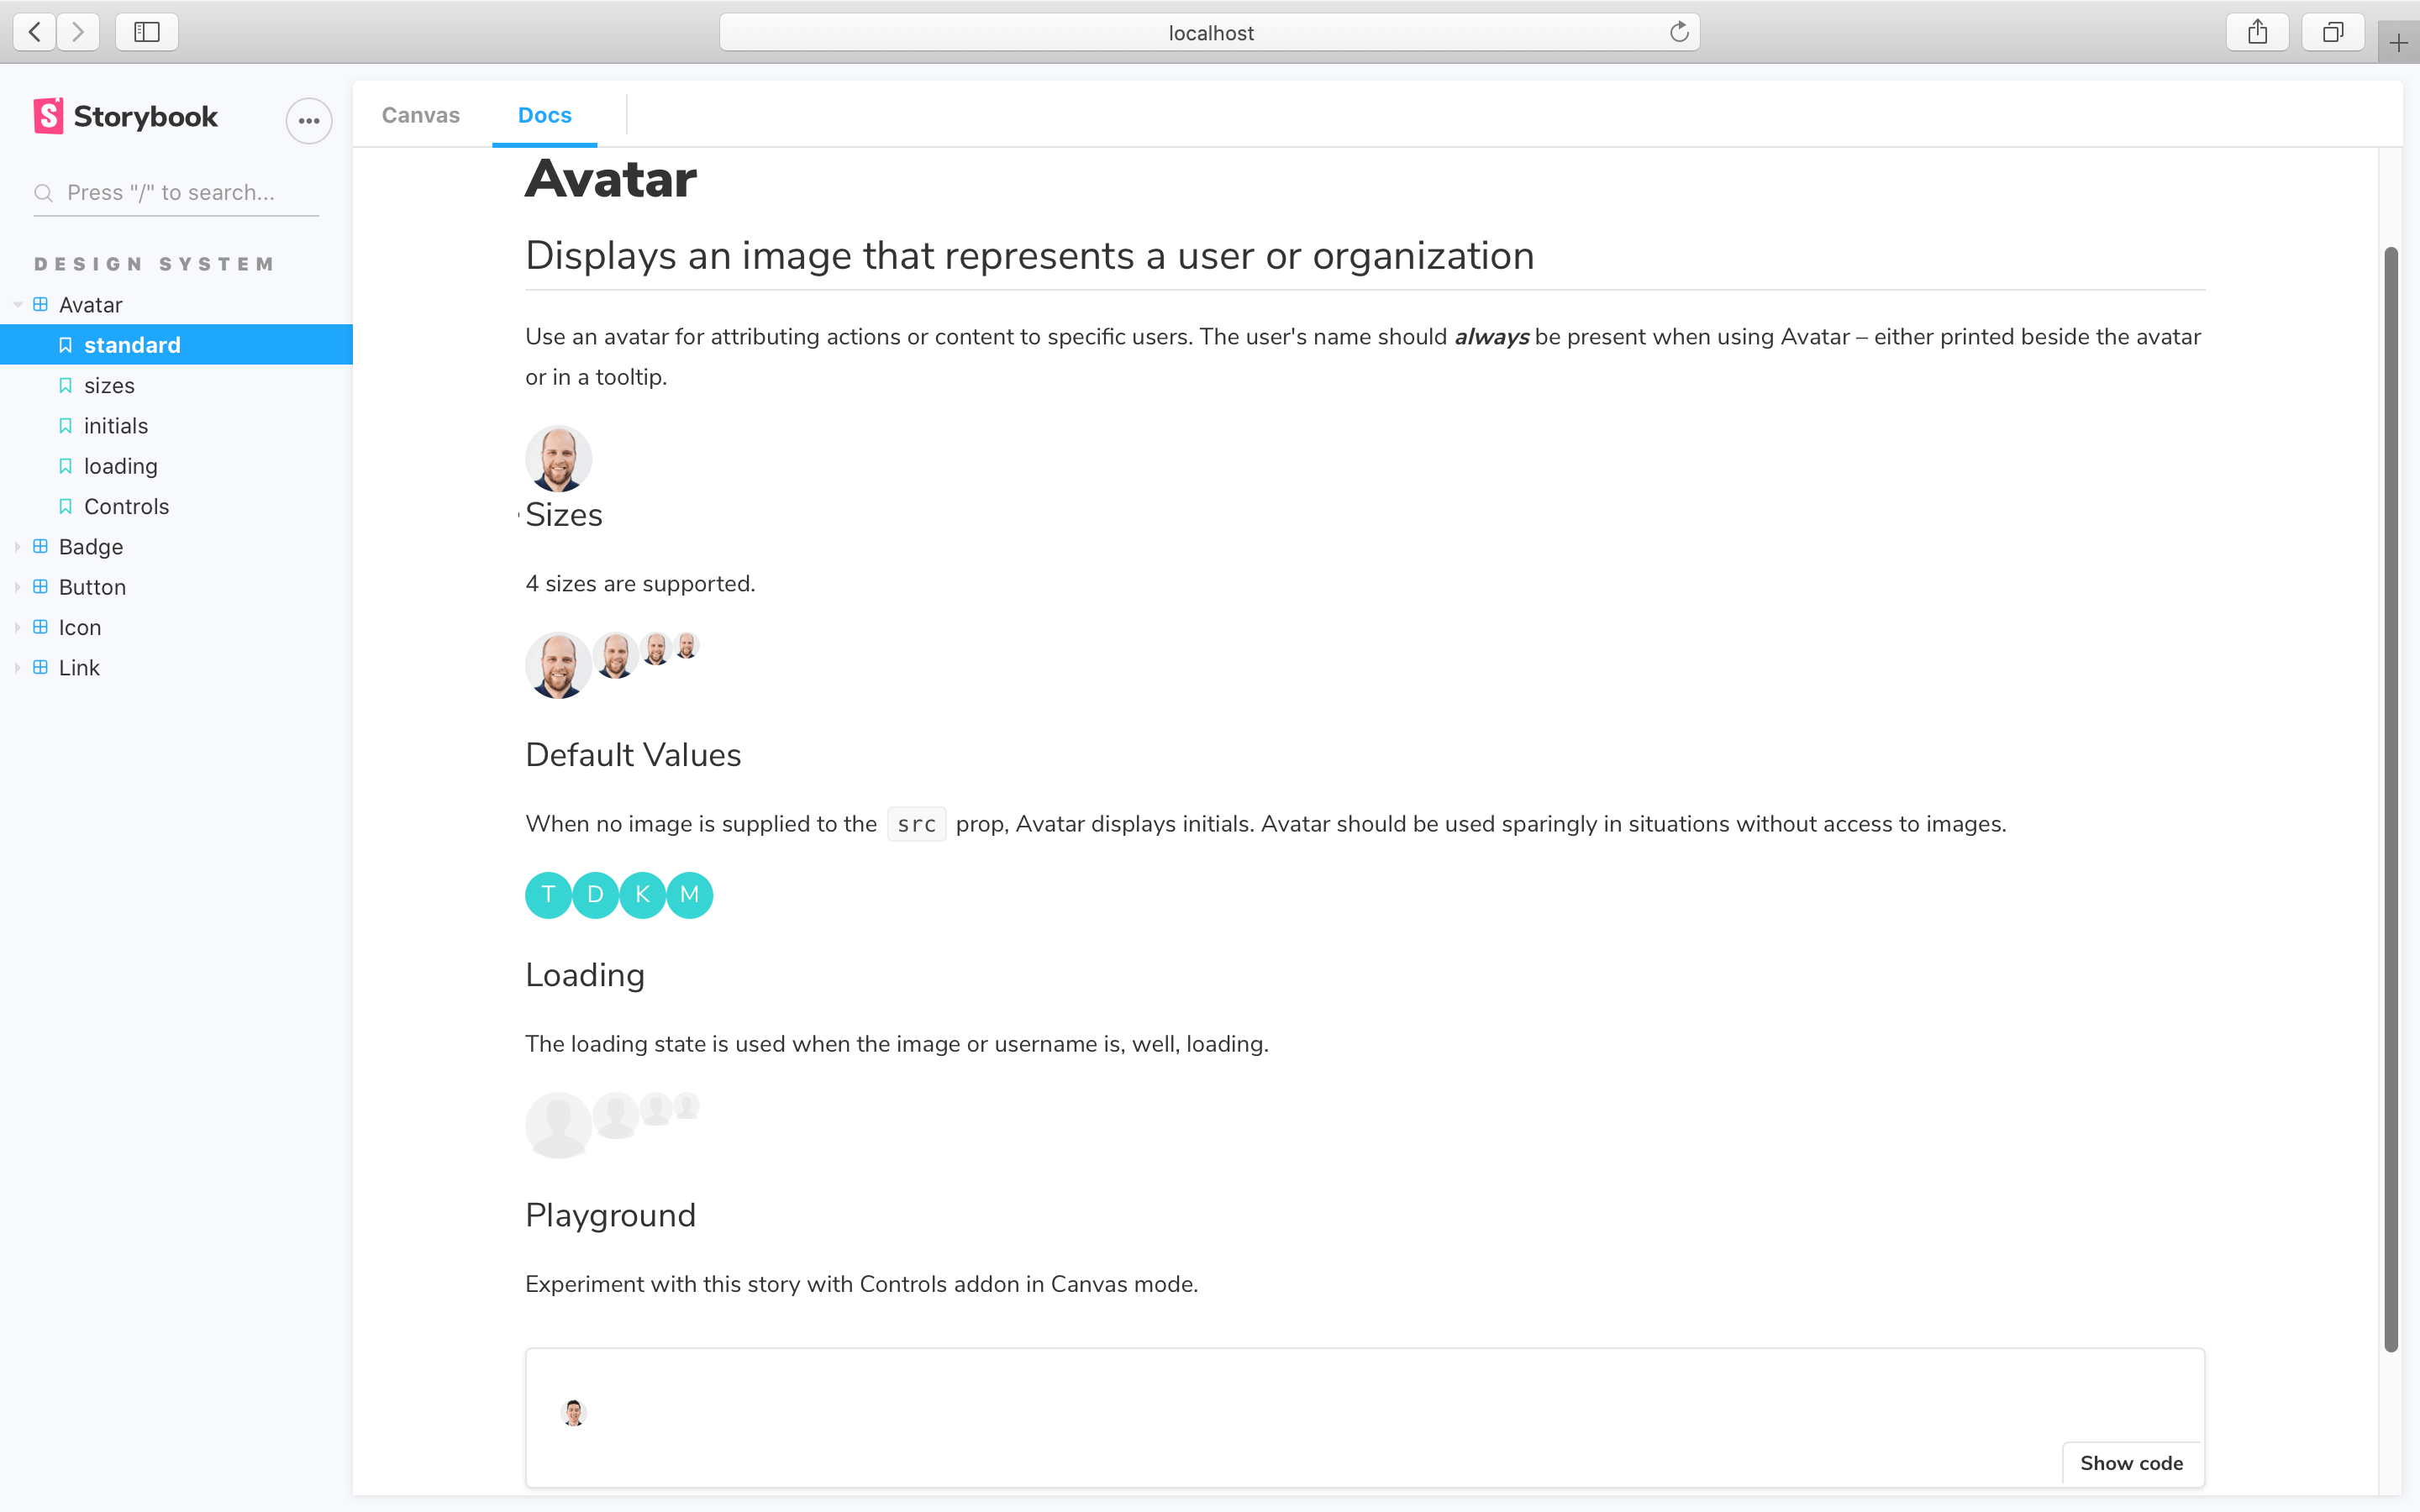 localhost
S Storybook
Press "/" to search...
DESIGN SYSTEM
Avatar
standard
sizes
initials
loading
Controls
Badge
Button
Icon
Link
Canvas Docs
Avatar
Displays an image that represents a user or organization
Use an avatar for attributing actions or content to specific users. The user's name should always be present when using Avatar – either printed beside the avatar
or in a tooltip.
Sizes
4 sizes are supported.
Default Values
When no image is supplied to the src prop, Avatar displays initials. Avatar should be used sparingly in situations without access to images.
T D K M
Loading
The loading state is used when the image or username is, well, loading.
Playground
Experiment with this story with Controls addon in Canvas mode.
Show code